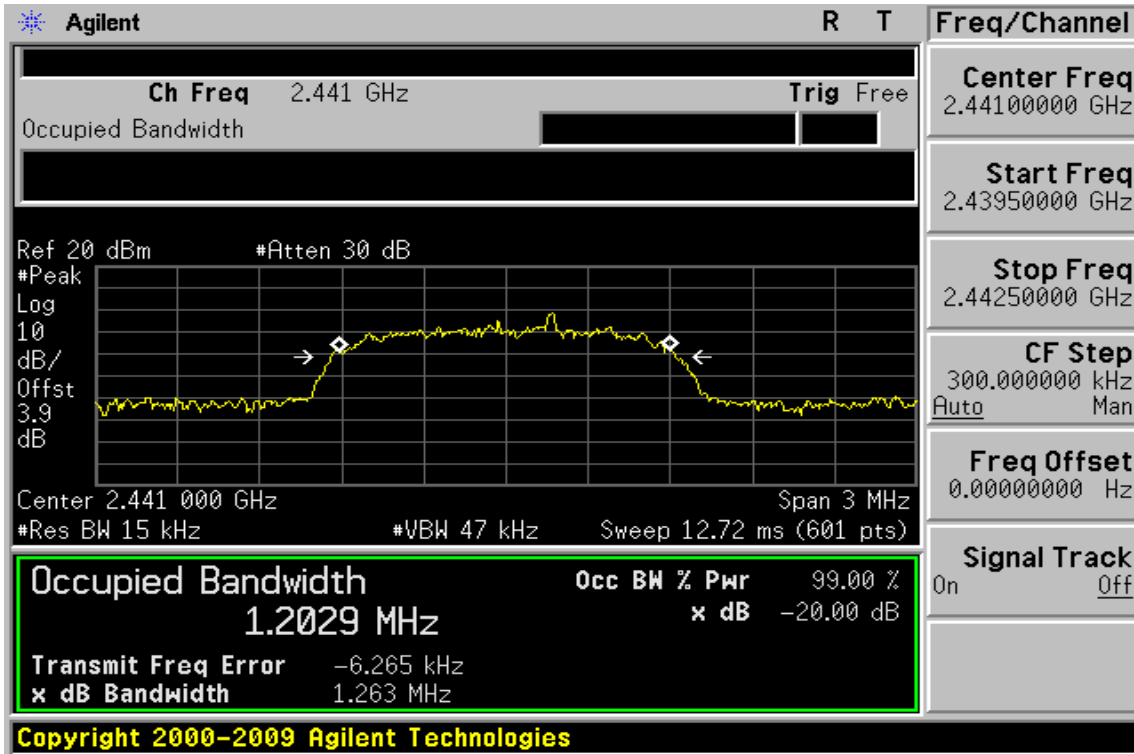 Agilent R T Freq/Channel
Ch Freq 2.441 GHz Trig Free
Occupied Bandwidth
Center Freq
2.44100000 GHz
Start Freq
2.43950000 GHz
Stop Freq
2.44250000 GHz
CF Step
300.000000 kHz
Auto Man
Freq Offset
0.00000000 Hz
Signal Track
On Off
Ref 20 dBm #Atten 30 dB
#Peak
Log
10
dB/
Offst
3.9
dB
Center 2.441 000 GHz Span 3 MHz
#Res BW 15 kHz #VBW 47 kHz Sweep 12.72 ms (601 pts)
Occupied Bandwidth
1.2029 MHz
Occ BW % Pwr 99.00 %
x dB -20.00 dB
Transmit Freq Error -6.265 kHz
x dB Bandwidth 1.263 MHz
Copyright 2000-2009 Agilent Technologies